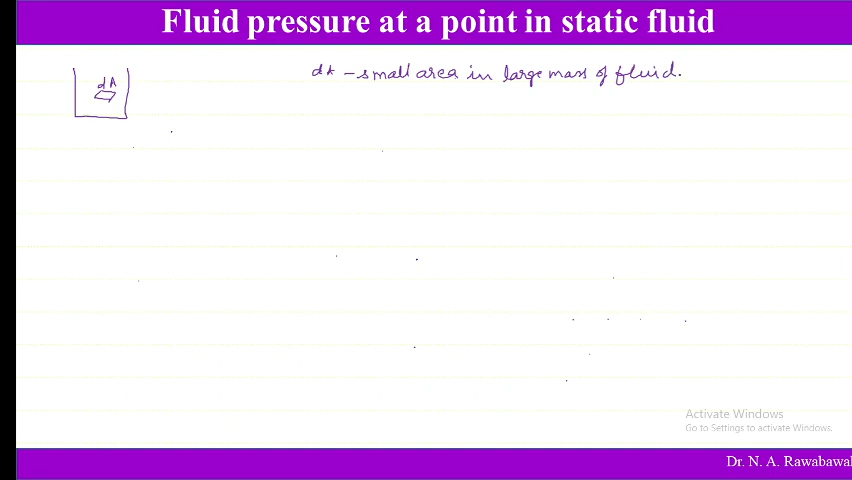 Fluid pressure at a point in static fluid
dA
dA – small area in large mass of fluid.
Activate Windows
Go to Settings to activate Windows.
Dr. N. A. Rawabawal